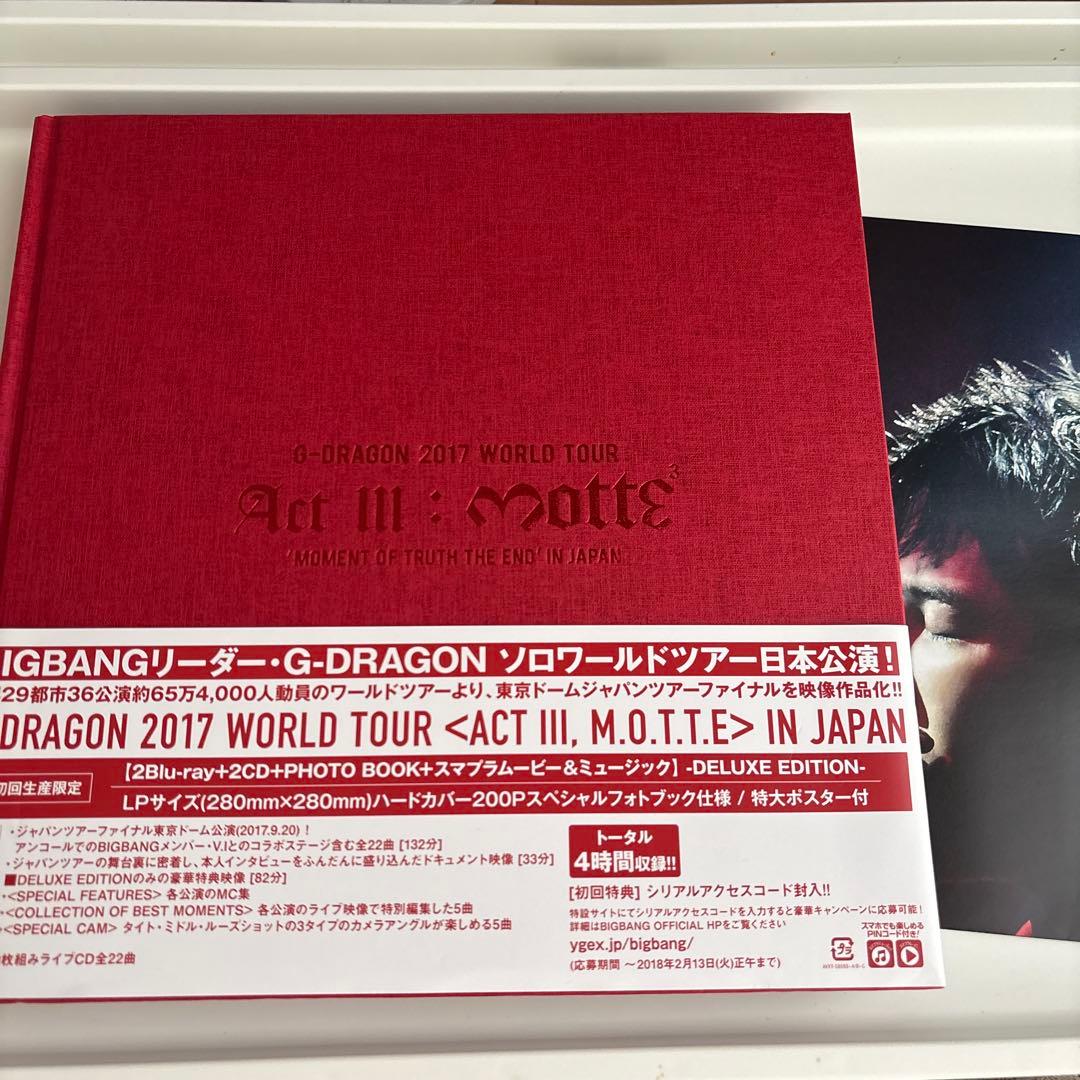 G-DRAGON 2017 WORLD TOUR
Act III : Motte 3
'MOMENT OF TRUTH THE END' IN JAPAN
IGBANGリーダー・G-DRAGON ソロワールドツアー日本公演！
29都市36公演約65万4,000人動員のワールドツアーより、東京ドームジャパンツアーファイナルを映像作品化!!
DRAGON 2017 WORLD TOUR <ACT III, M.O.T.T.E> IN JAPAN
初回生産限定
【2Blu-ray+2CD+PHOTO BOOK+スマプラムービー&ミュージック】-DELUXE EDITION-
LPサイズ(280mm×280mm)ハードカバー200Pスペシャルフォトブック仕様 / 特大ポスター付
・ジャパンツアーファイナル東京ドーム公演(2017.9.20)！
アンコールでのBIGBANGメンバー・V.Iとのコラボステージ含む全22曲 [132分]
・ジャパンツアーの舞台裏に密着し、本人インタビューをふんだんに盛り込んだドキュメント映像 [33分]
■DELUXE EDITIONのみの豪華特典映像 [82分]
・<SPECIAL FEATURES> 各公演のMC集
・<COLLECTION OF BEST MOMENTS> 各公演のライブ映像で特別編集した5曲
・<SPECIAL CAM> タイト・ミドル・ルーズショットの3タイプのカメラアングルが楽しめる5曲
枚組みライブCD全22曲
トータル
4時間収録!!
[初回特典] シリアルアクセスコード封入!!
特設サイトにてシリアルアクセスコードを入力すると豪華キャンペーンに応募可能！
詳細はBIGBANG OFFICIAL HPをご覧ください
ygex.jp/bigbang/
(応募期間 ～2018年2月13日(火)正午まで)
スマホでも楽しめる
PINコード付き！
プラ